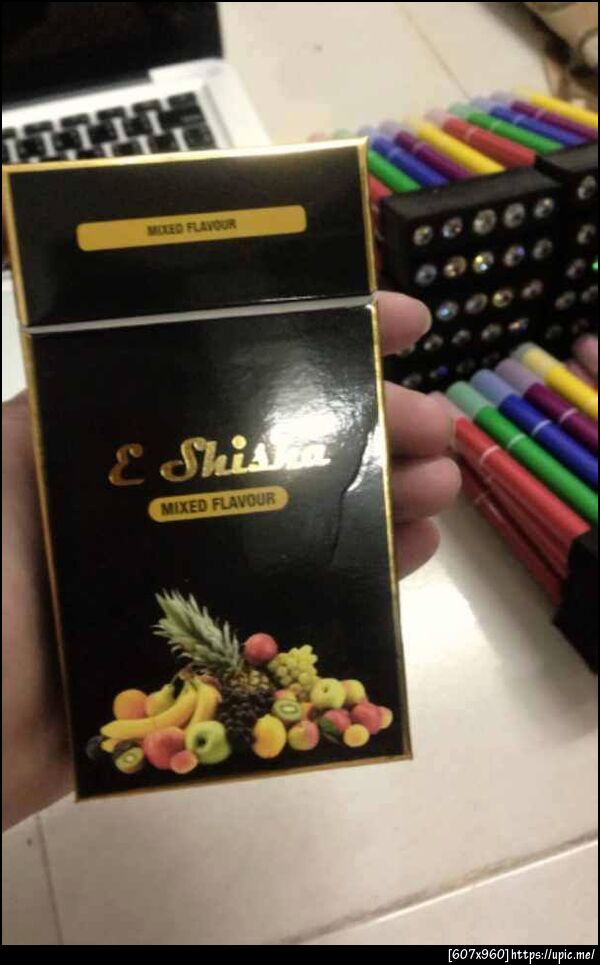 MIXED FLAVOUR
E Shisha
MIXED FLAVOUR
[607x960] https://upic.me/